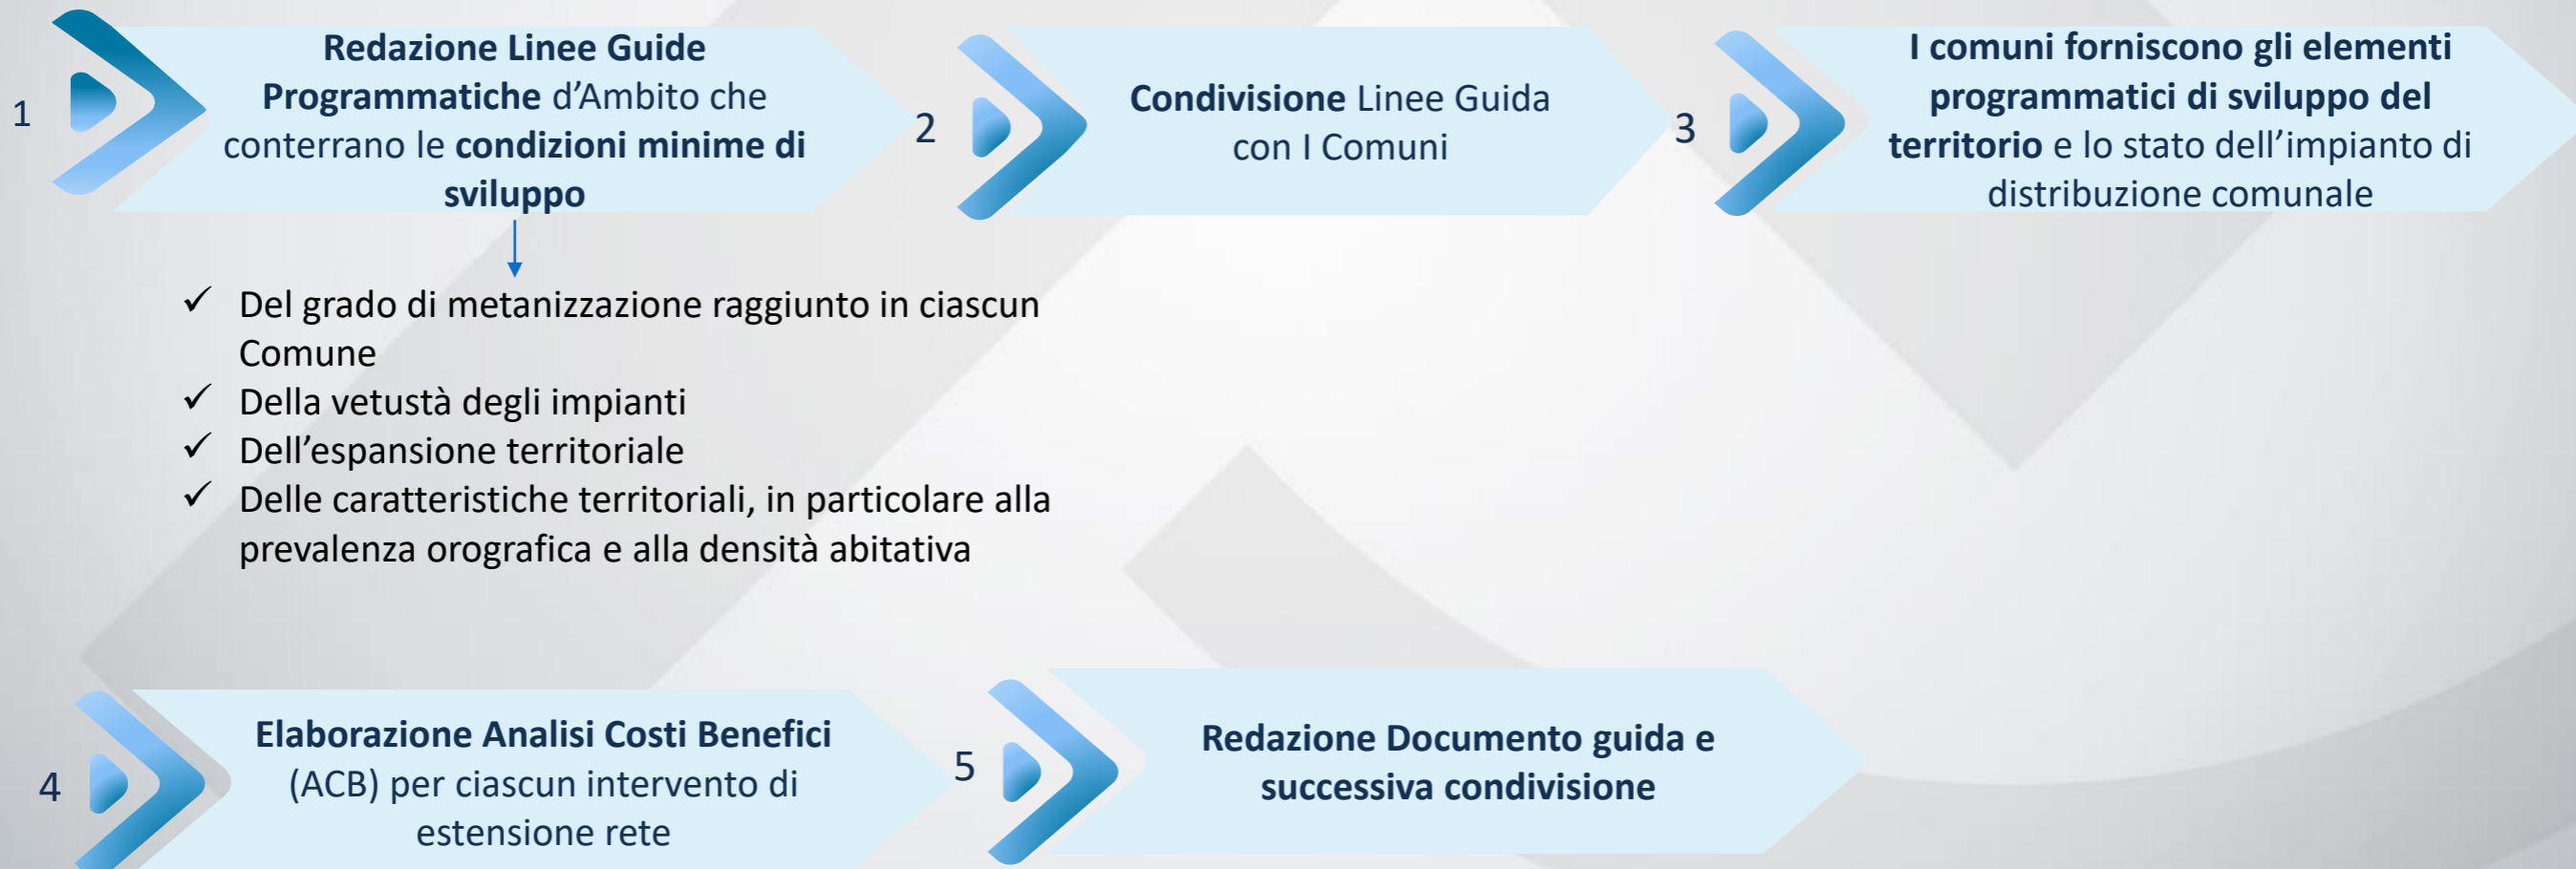 1
Redazione Linee Guide
Programmatiche d'Ambito che
conterrano le condizioni minime di
sviluppo
2
Condivisione Linee Guida
con I Comuni
3
I comuni forniscono gli elementi
programmatici di sviluppo del
territorio e lo stato dell'impianto di
distribuzione comunale
✓ Del grado di metanizzazione raggiunto in ciascun
Comune
✓ Della vetustà degli impianti
✓ Dell'espansione territoriale
✓ Delle caratteristiche territoriali, in particolare alla
prevalenza orografica e alla densità abitativa
4
Elaborazione Analisi Costi Benefici
(ACB) per ciascun intervento di
estensione rete
5
Redazione Documento guida e
successiva condivisione